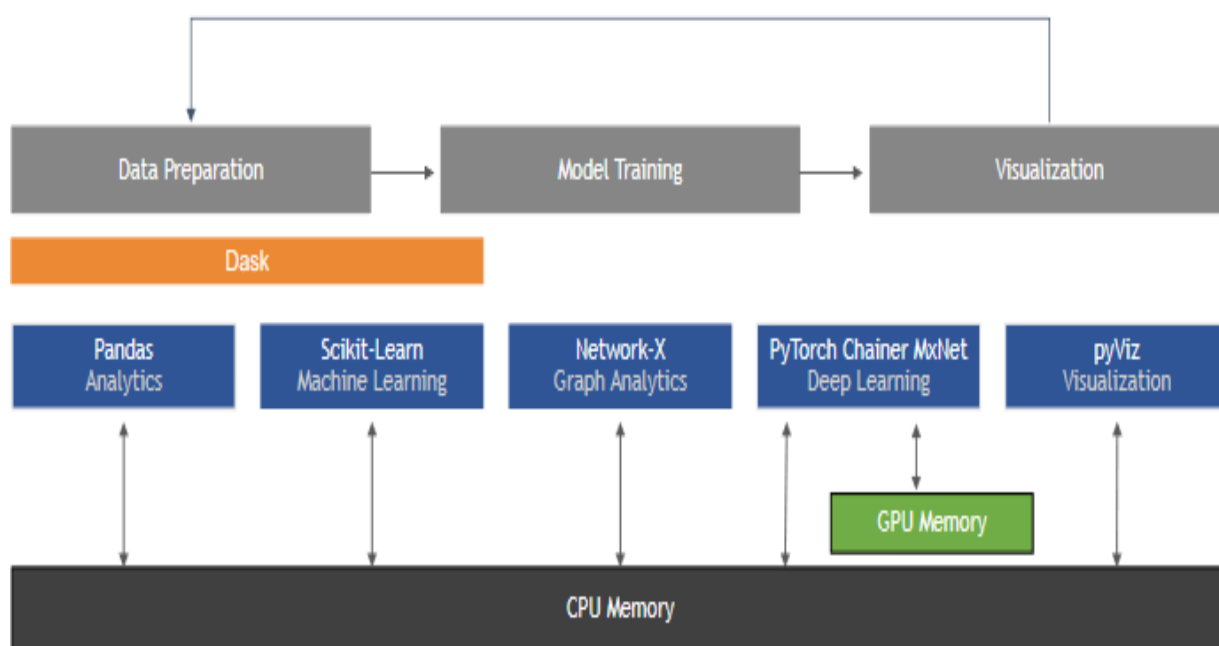 Data Preparation
Model Training
Visualization
Dask
Pandas
Analytics
Scikit-Learn
Machine Learning
Network-X
Graph Analytics
PyTorch Chainer MxNet
Deep Learning
pyViz
Visualization
GPU Memory
CPU Memory